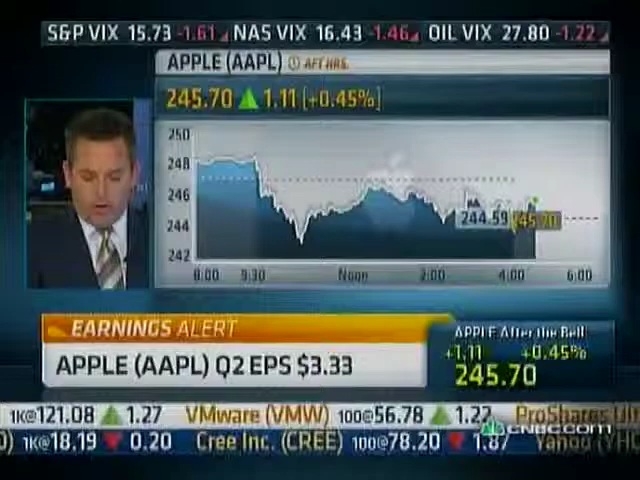 S&P VIX 15.73 -1.61 NAS VIX 16.43 -1.46 OIL VIX 27.80 -1.22
APPLE (AAPL) AFT HRS.
245.70 1.11 [+0.45%]
250
248
246
244
242
244.59 245.70
8:00 9:30 Noon 2:00 4:00 6:00
EARNINGS ALERT
APPLE (AAPL) Q2 EPS $3.33
APPLE After the Bell
+1.11 +0.45%
245.70
1K@121.08 1.27 VMware (VMW) 100@56.78 1.22 ProShares
) 1K@18.19 0.20 Cree Inc. (CREE) 100@78.20 1.87 Yahoo (YH
CNBC.com